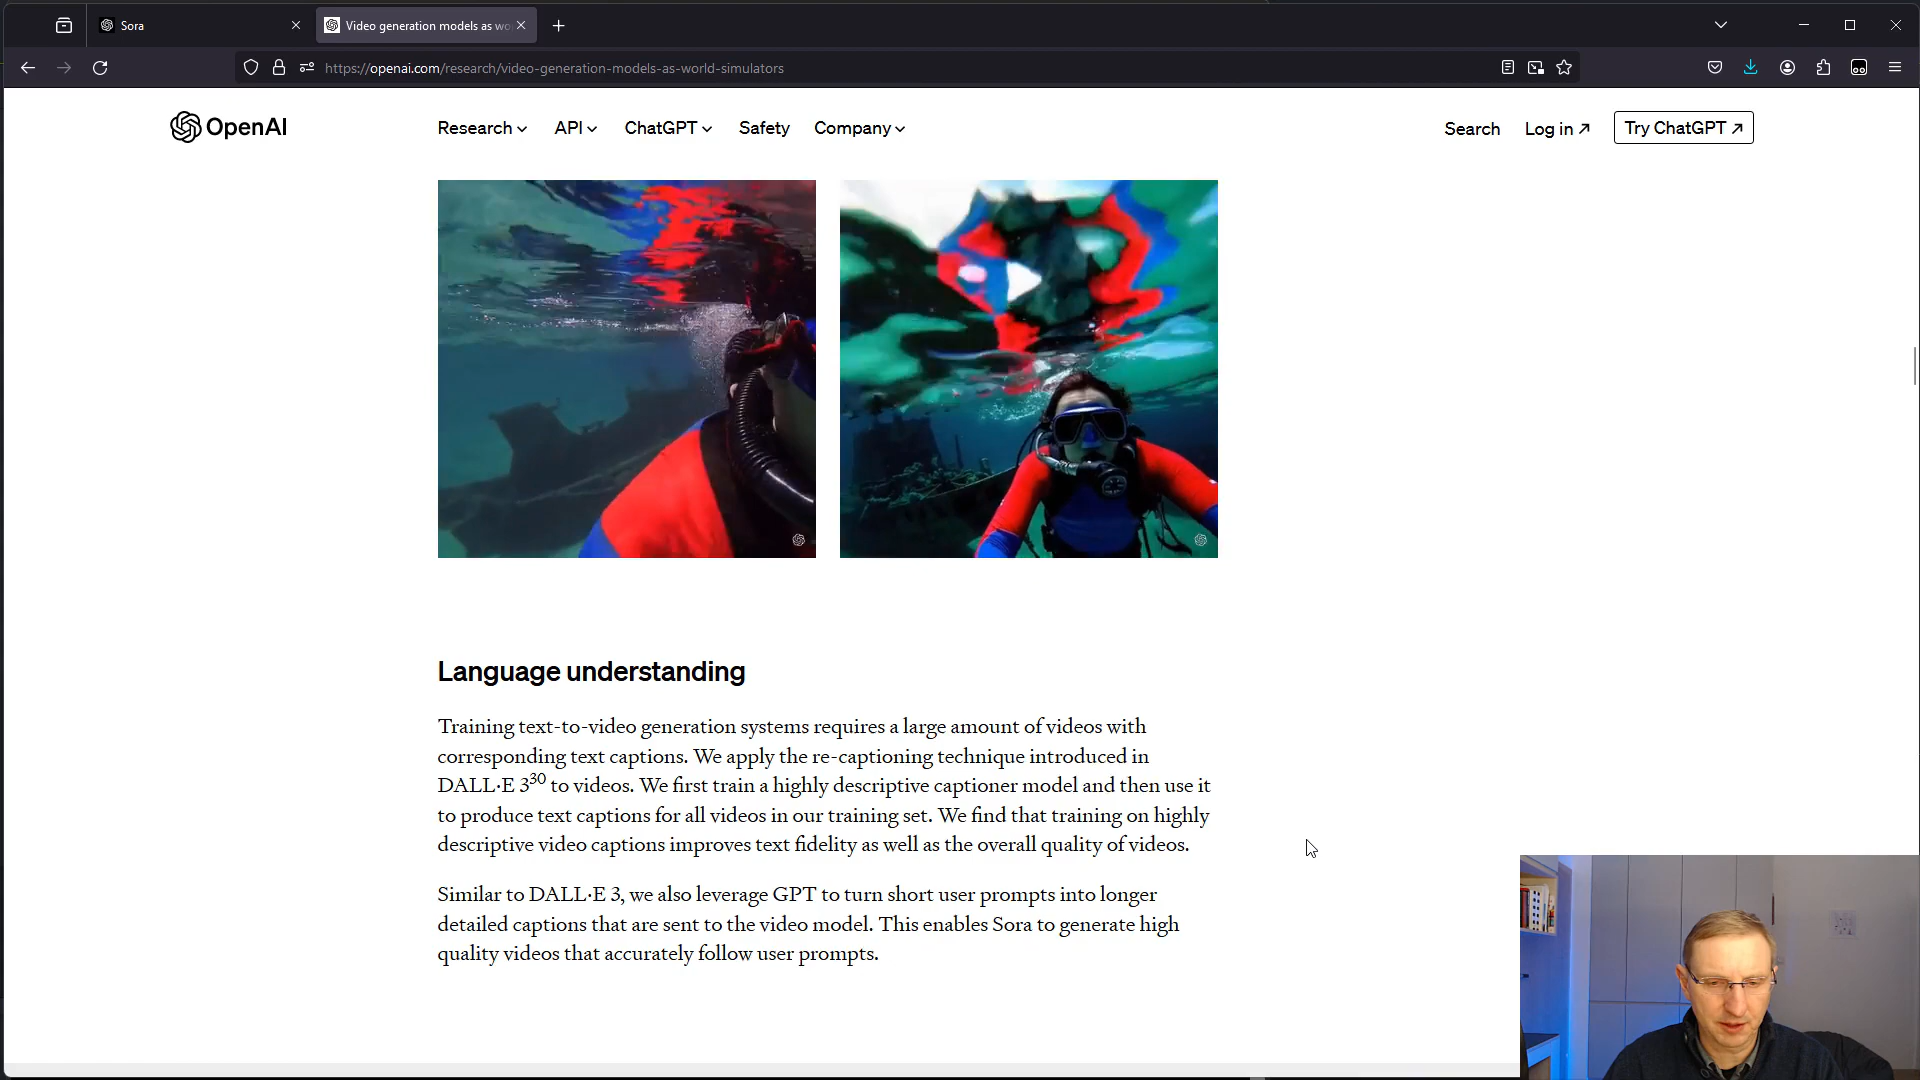 Sora
Video generation models as wo
https://openai.com/research/video-generation-models-as-world-simulators
OpenAI
Research
API
ChatGPT
Safety
Company
Search
Log in
Try ChatGPT
Language understanding
Training text-to-video generation systems requires a large amount of videos with
corresponding text captions. We apply the re-captioning technique introduced in
DALL·E 3³⁰ to videos. We first train a highly descriptive captioner model and then use it
to produce text captions for all videos in our training set. We find that training on highly
descriptive video captions improves text fidelity as well as the overall quality of videos.
Similar to DALL·E 3, we also leverage GPT to turn short user prompts into longer
detailed captions that are sent to the video model. This enables Sora to generate high
quality videos that accurately follow user prompts.